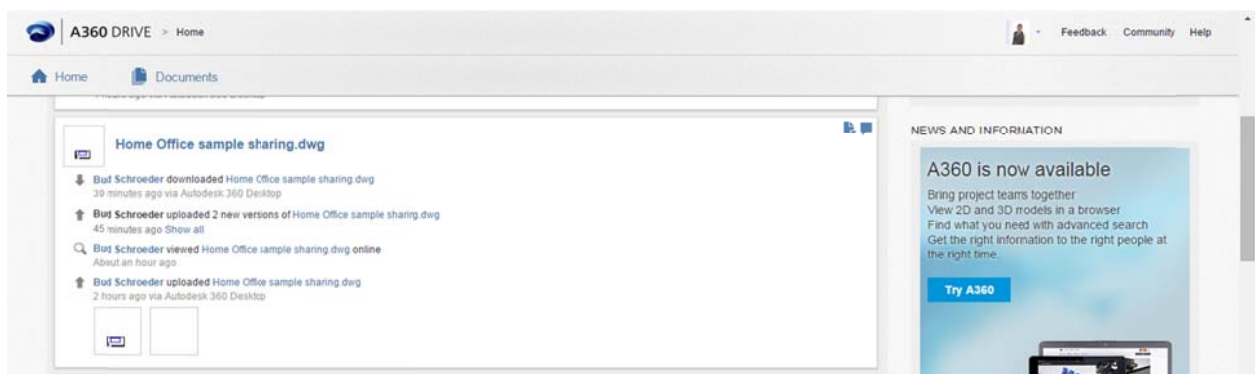 A360 DRIVE > Home
Feedback Community Help
Home Documents
Home Office sample sharing.dwg
Bud Schroeder downloaded Home Office sample sharing.dwg
39 minutes ago via Autodesk 360 Desktop
Bud Schroeder uploaded 2 new versions of Home Office sample sharing.dwg
45 minutes ago Show all
Bud Schroeder viewed Home Office sample sharing.dwg online
About an hour ago
Bud Schroeder uploaded Home Office sample sharing.dwg
2 hours ago via Autodesk 360 Desktop
NEWS AND INFORMATION
A360 is now available
Bring project teams together
View 2D and 3D models in a browser
Find what you need with advanced search
Get the right information to the right people at
the right time.
Try A360